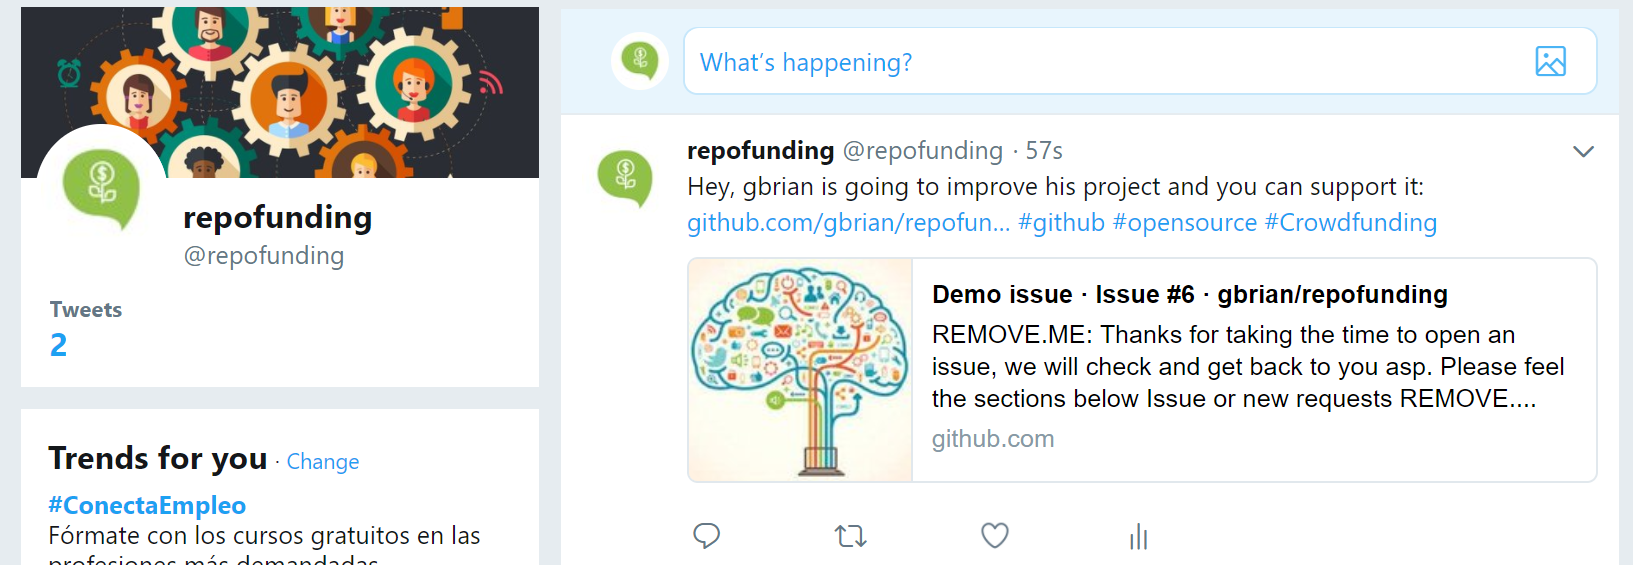 repofunding
@repofunding
Tweets
2
Trends for you · Change
#ConectaEmpleo
Fórmate con los cursos gratuitos en las
profesiones más demandadas
What's happening?
repofunding @repofunding · 57s
Hey, gbrian is going to improve his project and you can support it:
github.com/gbrian/repofun... #github #opensource #Crowdfunding
Demo issue · Issue #6 · gbrian/repofunding
REMOVE.ME: Thanks for taking the time to open an
issue, we will check and get back to you asp. Please feel
the sections below Issue or new requests REMOVE....
github.com